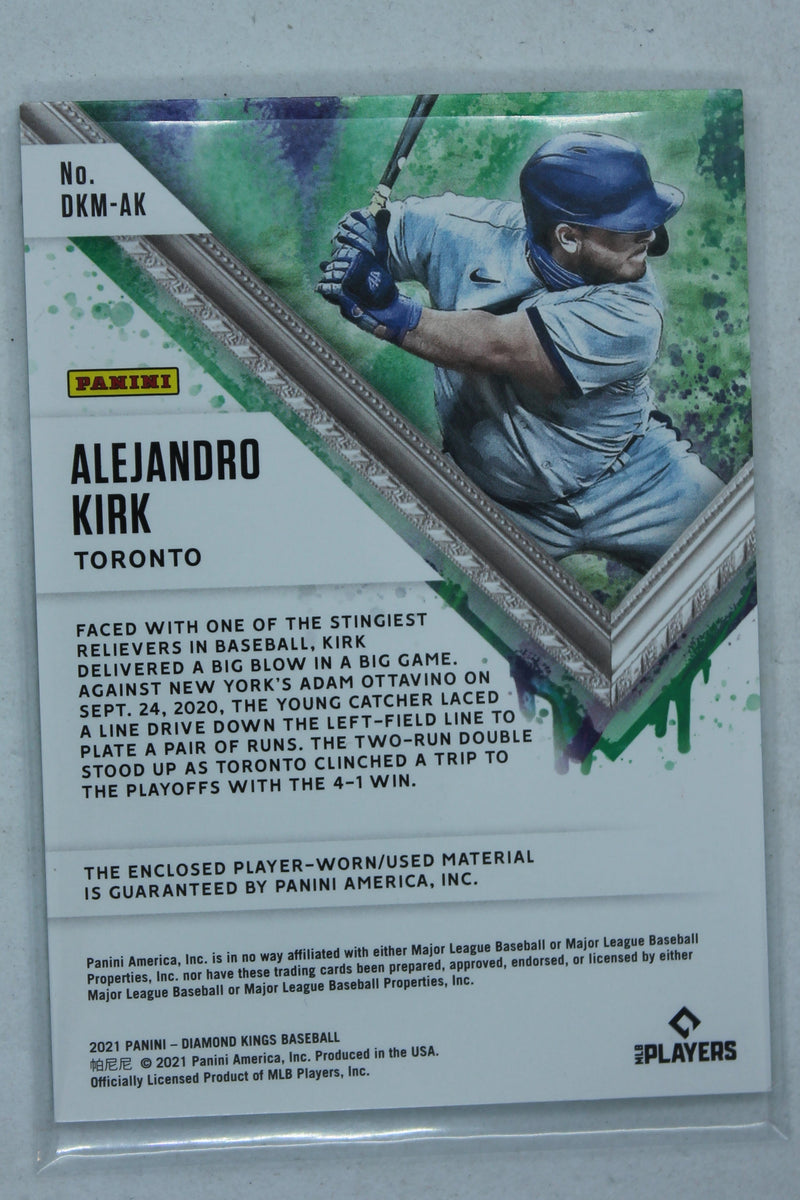 No.
DKM-AK
PANINI
ALEJANDRO
KIRK
TORONTO
FACED WITH ONE OF THE STINGIEST
RELIEVERS IN BASEBALL, KIRK
DELIVERED A BIG BLOW IN A BIG GAME.
AGAINST NEW YORK'S ADAM OTTAVINO ON
SEPT. 24, 2020, THE YOUNG CATCHER LACED
A LINE DRIVE DOWN THE LEFT-FIELD LINE TO
PLATE A PAIR OF RUNS. THE TWO-RUN DOUBLE
STOOD UP AS TORONTO CLINCHED A TRIP TO
THE PLAYOFFS WITH THE 4-1 WIN.
THE ENCLOSED PLAYER-WORN/USED MATERIAL
IS GUARANTEED BY PANINI AMERICA, INC.
Panini America, Inc. is in no way affiliated with either Major League Baseball or Major League Baseball
Properties, Inc. nor have these trading cards been prepared, approved, endorsed, or licensed by either
Major League Baseball or Major League Baseball Properties, Inc.
2021 PANINI – DIAMOND KINGS BASEBALL
帕尼尼 © 2021 Panini America, Inc. Produced in the USA.
Officially Licensed Product of MLB Players, Inc.
MLB PLAYERS